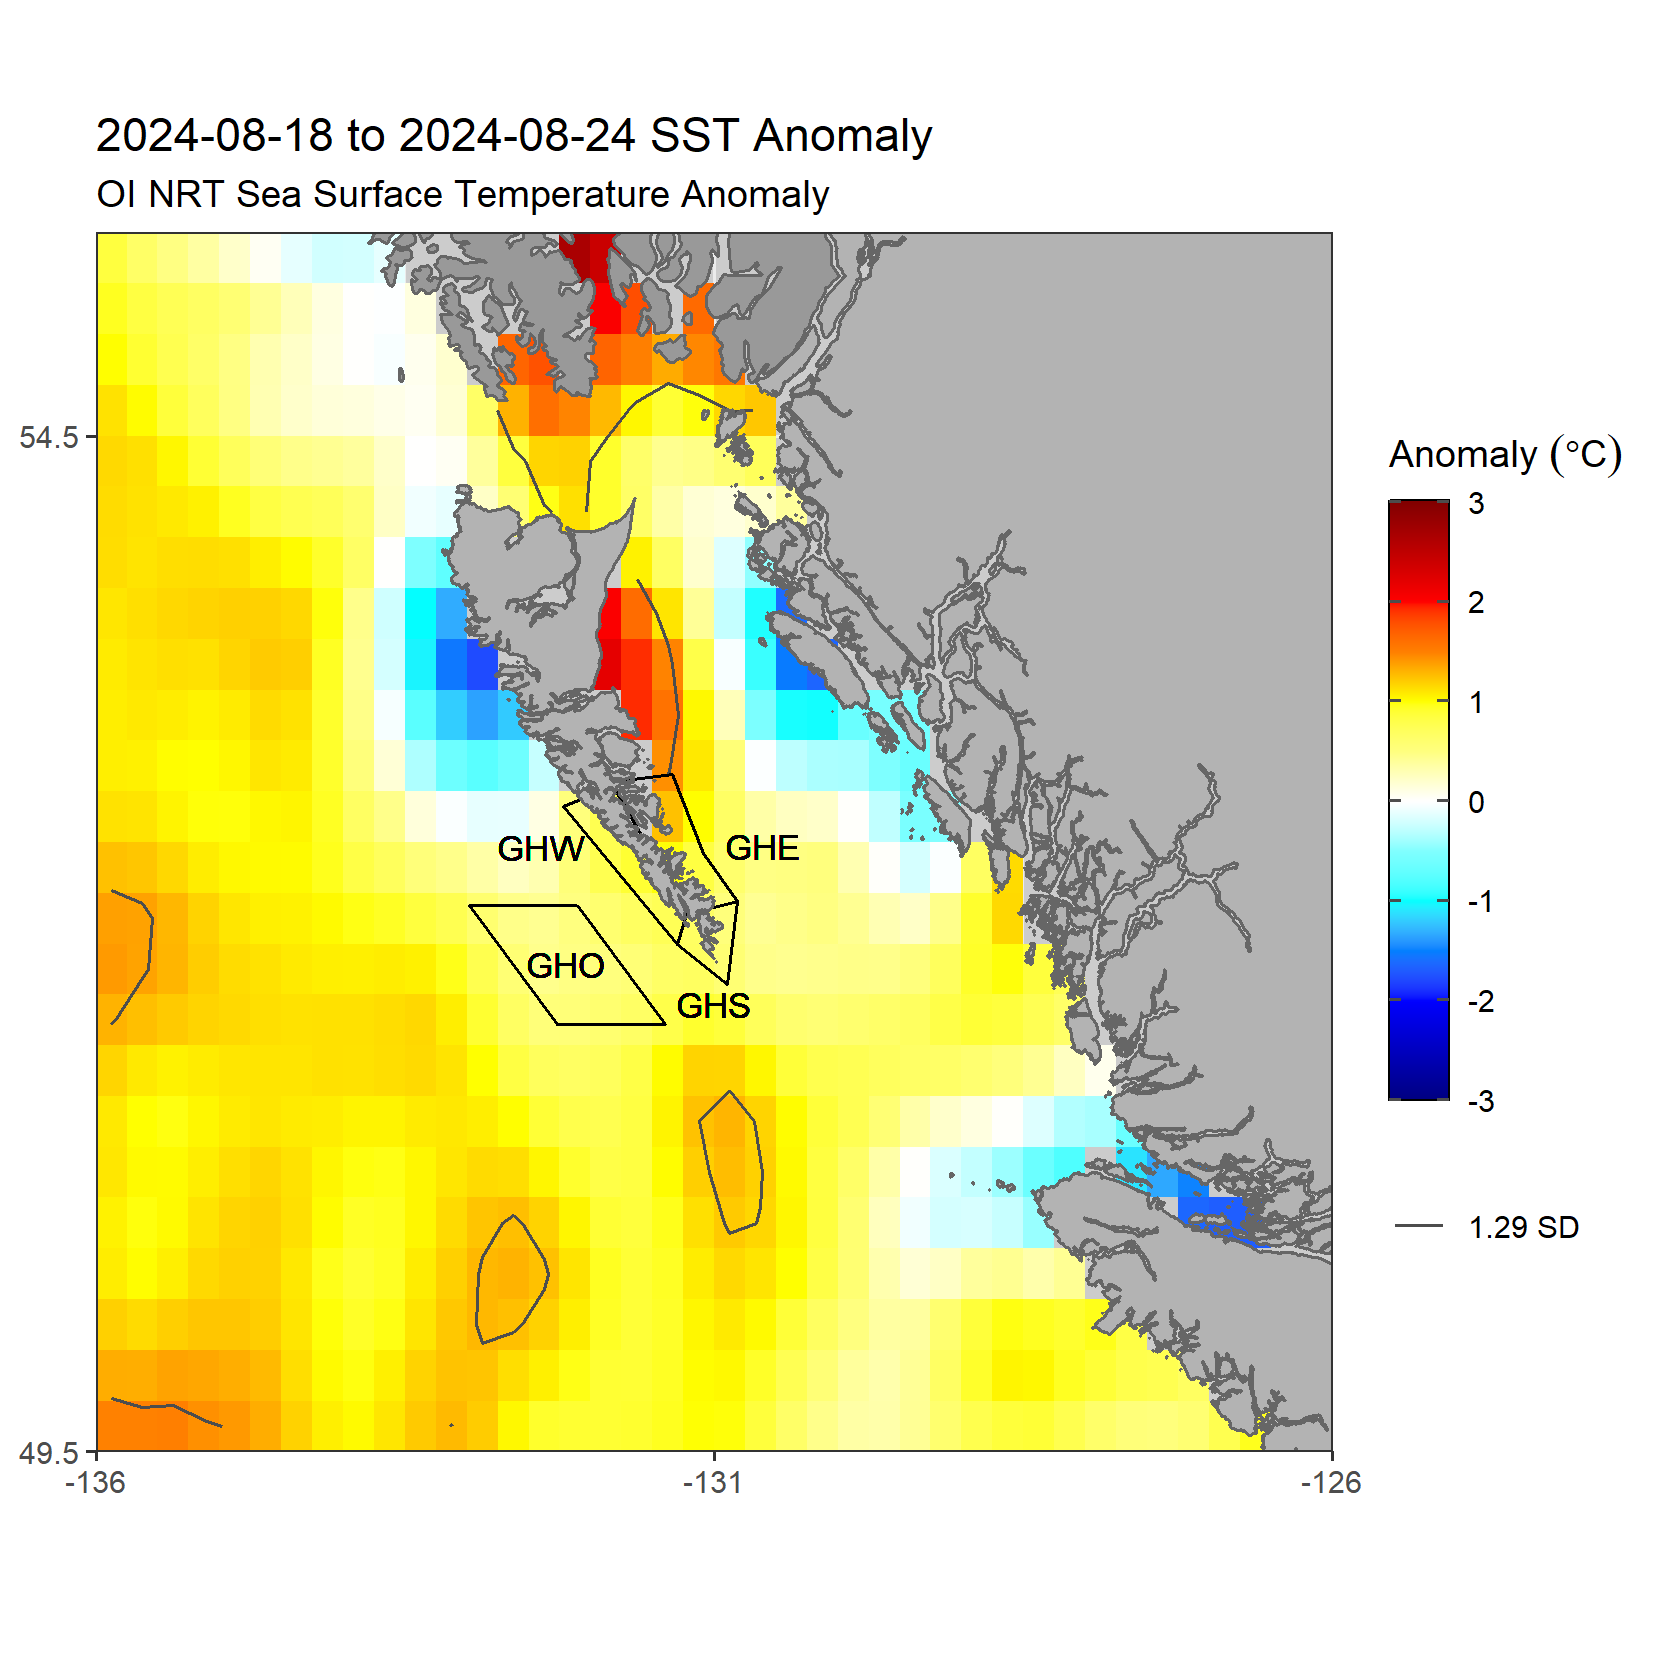 2024-08-18 to 2024-08-24 SST Anomaly
OI NRT Sea Surface Temperature Anomaly
54.5
49.5
-136
-131
-126
GHW
GHE
GHO
GHS
Anomaly (°C)
3
2
1
0
-1
-2
-3
1.29 SD